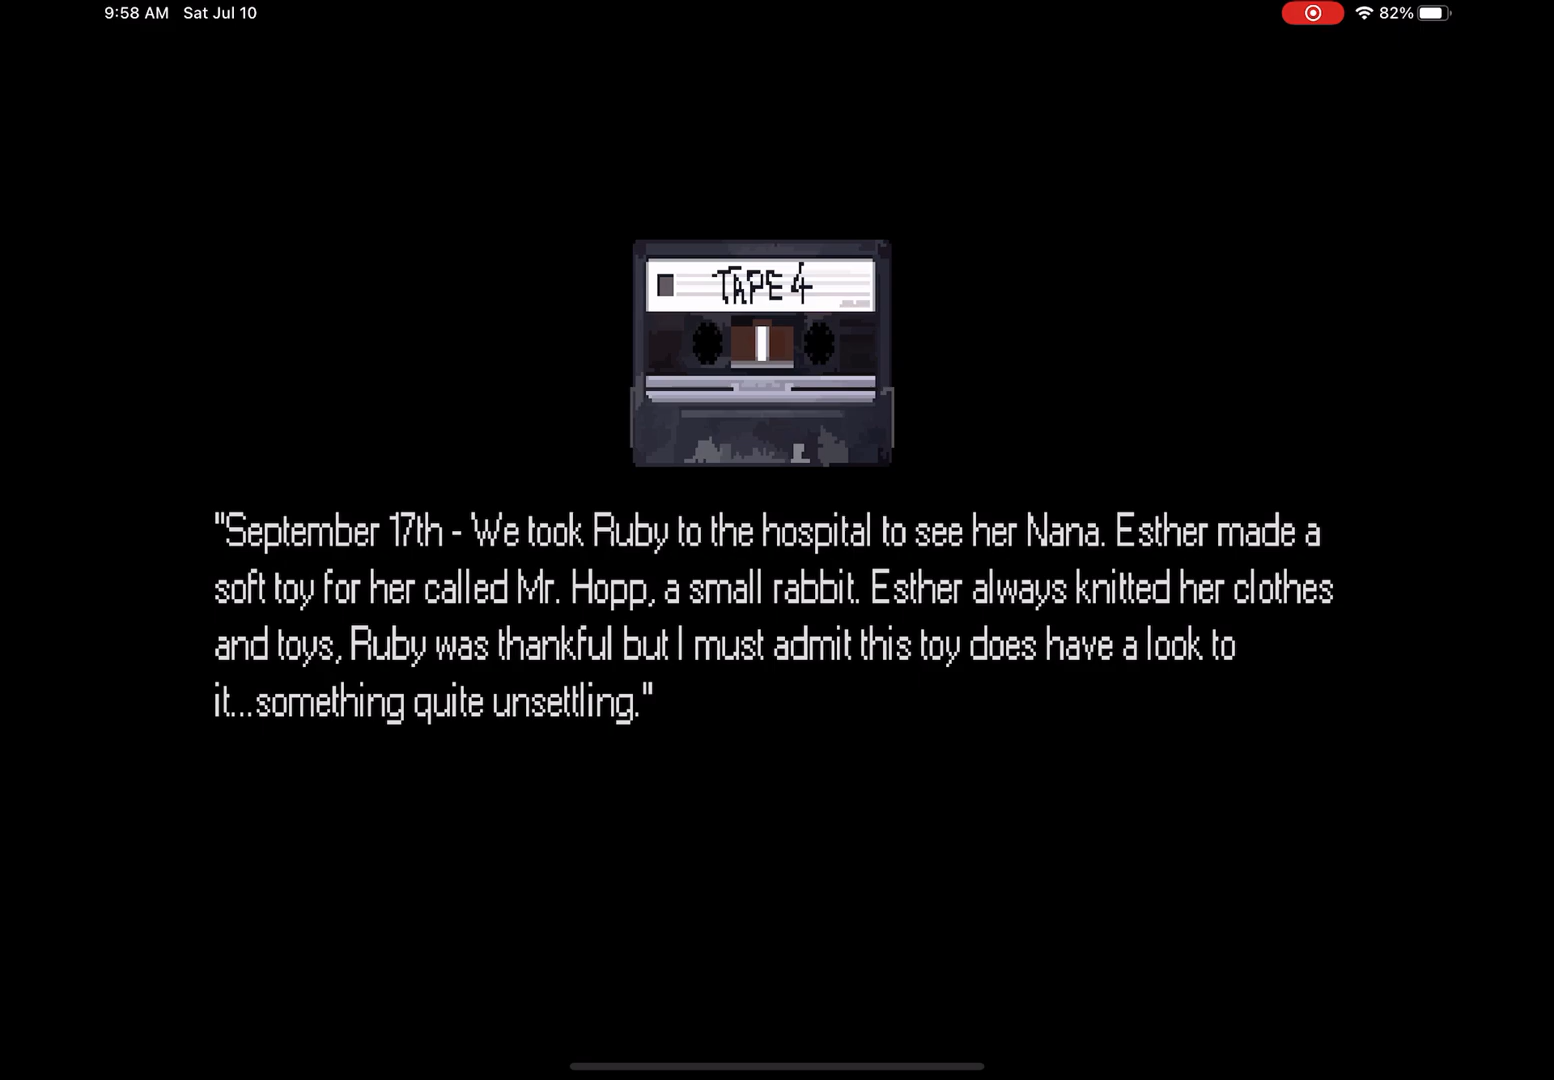 9:58 AM Sat Jul 10 82%
TAPE 4
"September 17th - We took Ruby to the hospital to see her Nana. Esther made a
soft toy for her called Mr. Hopp, a small rabbit. Esther always knitted her clothes
and toys, Ruby was thankful but I must admit this toy does have a look to
it...something quite unsettling."